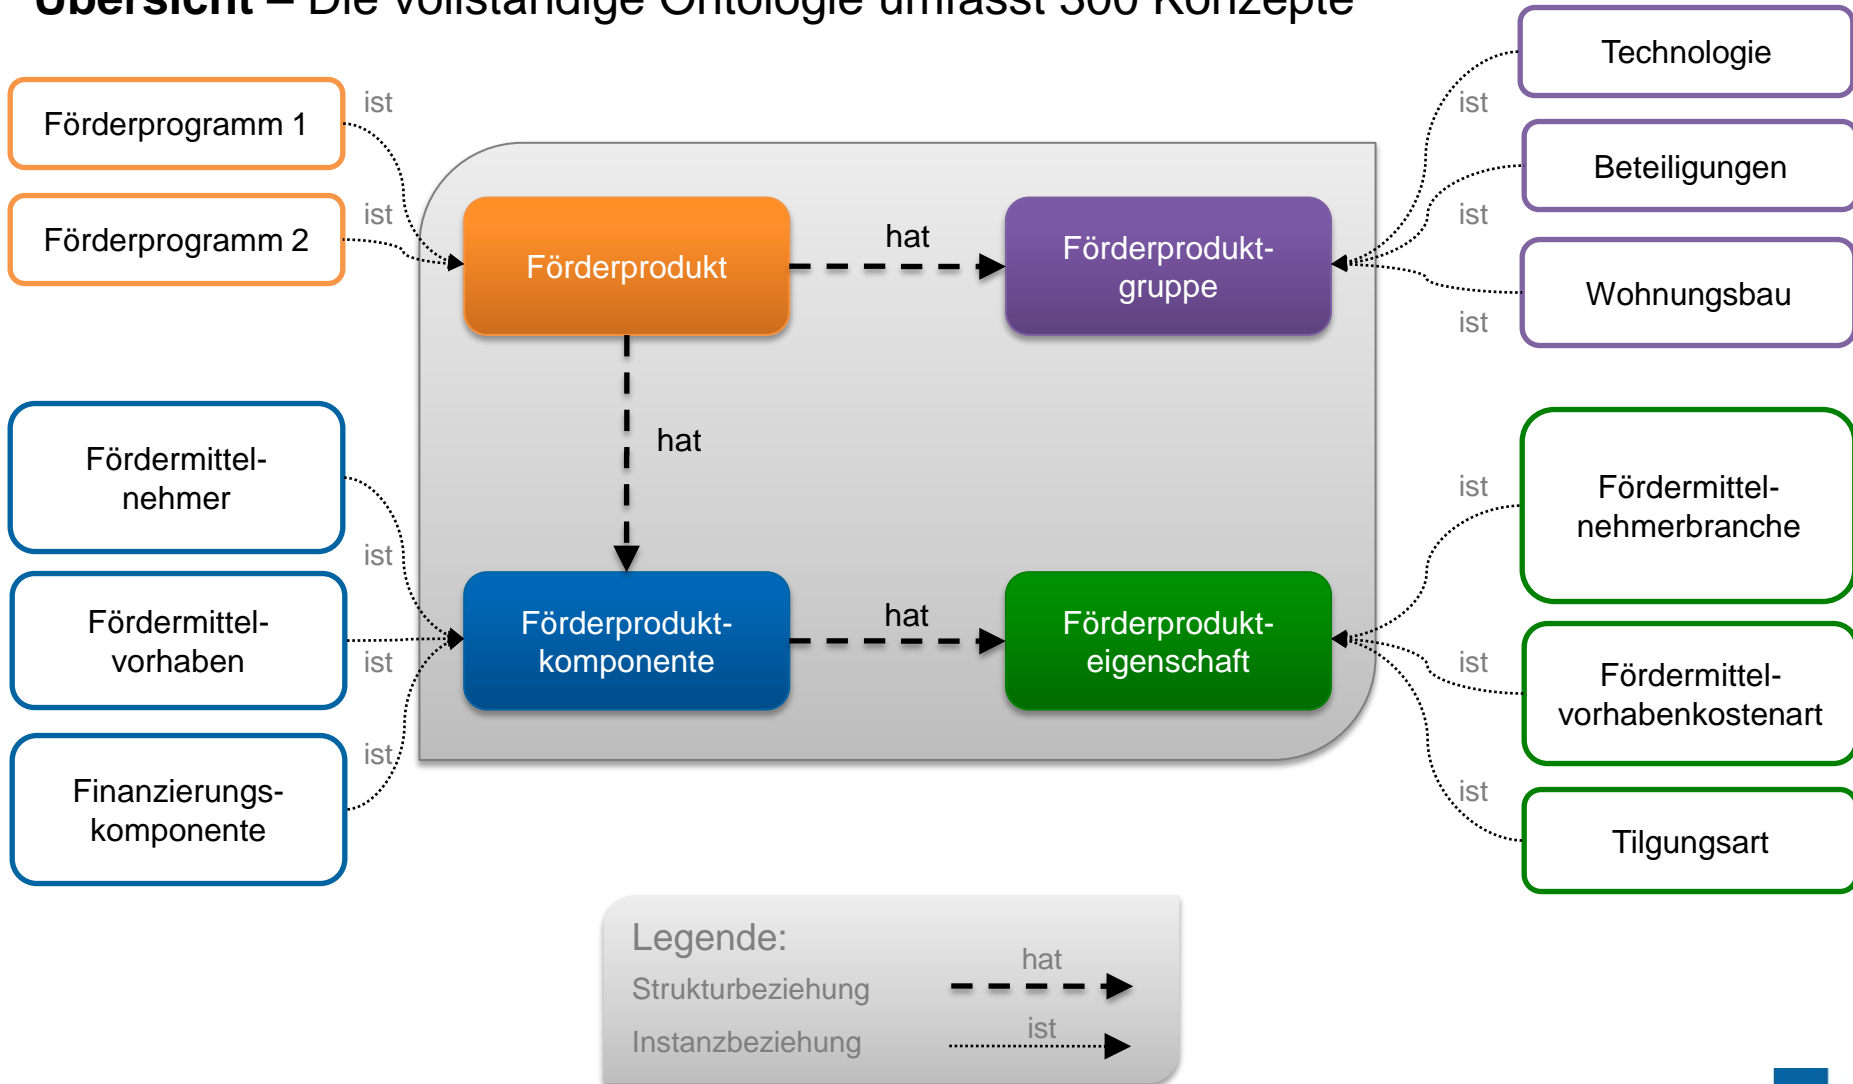 Übersicht – Die vollständige Ontologie umfasst 300 Konzepte
Förderprogramm 1
ist
Förderprogramm 2
ist
Förderprodukt
hat
Förderprodukt-
gruppe
Technologie
ist
Beteiligungen
ist
Wohnungsbau
ist
hat
Fördermittel-
nehmer
ist
Fördermittel-
vorhaben
ist
Finanzierungs-
komponente
ist
Förderprodukt-
komponente
hat
Förderprodukt-
eigenschaft
ist
Fördermittel-
nehmerbranche
ist
Fördermittel-
vorhabenkostenart
ist
Tilgungsart
Legende:
Strukturbeziehung
hat
Instanzbeziehung
ist